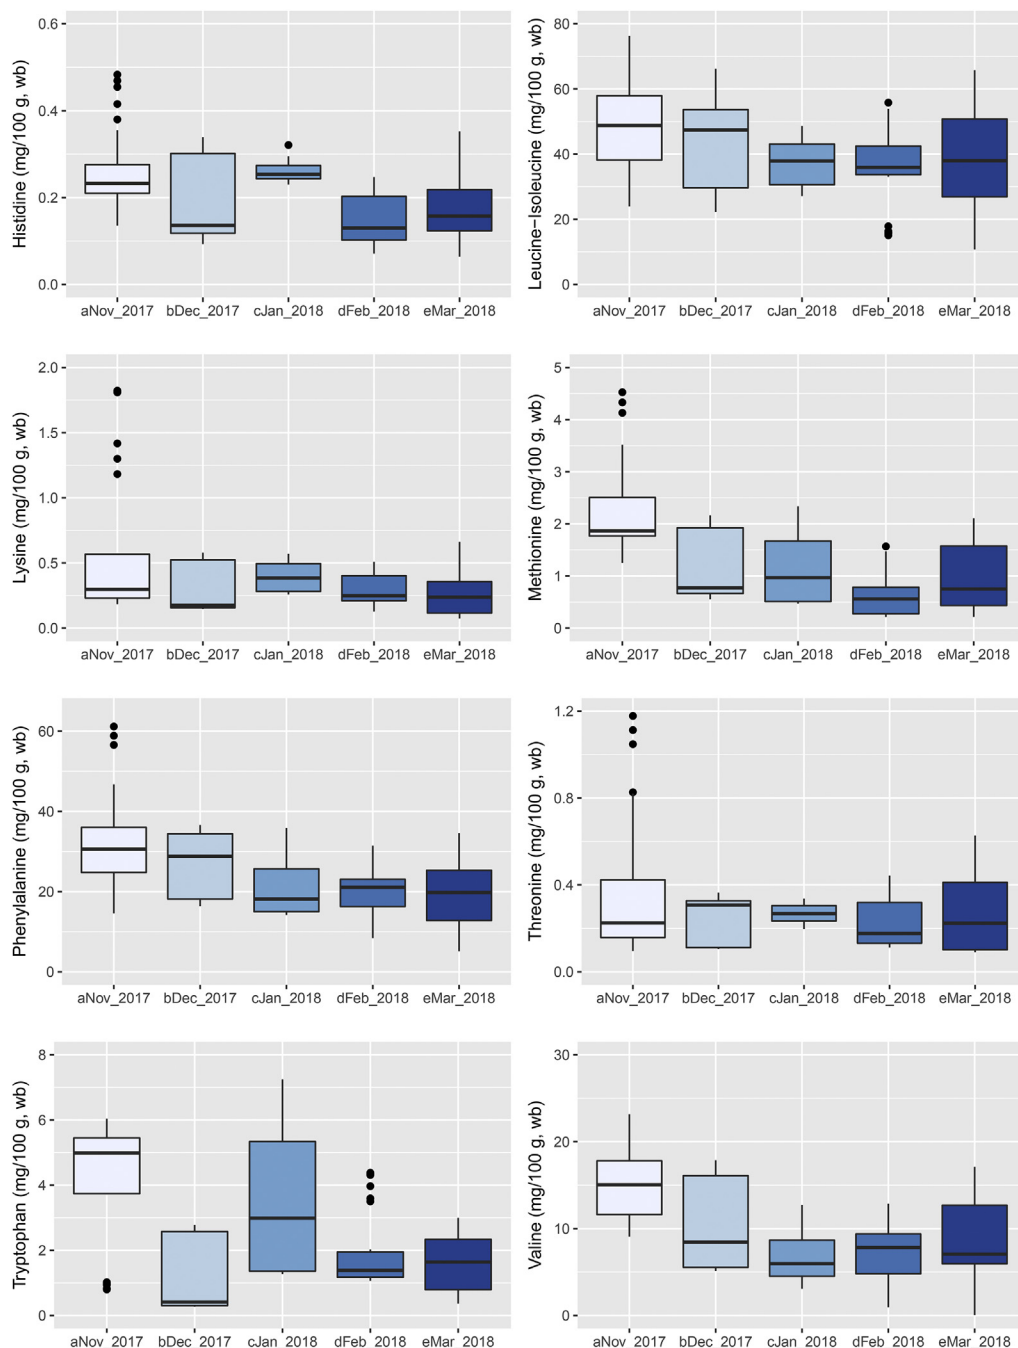 Histidine (mg/100 g, wb)
0.6
0.4
0.2
0.0
aNov_2017 bDec_2017 cJan_2018 dFeb_2018 eMar_2018
Leucine−Isoleucine (mg/100 g, wb)
80
60
40
20
0
aNov_2017 bDec_2017 cJan_2018 dFeb_2018 eMar_2018
Lysine (mg/100 g, wb)
2.0
1.5
1.0
0.5
0.0
aNov_2017 bDec_2017 cJan_2018 dFeb_2018 eMar_2018
Methionine (mg/100 g, wb)
5
4
3
2
1
0
aNov_2017 bDec_2017 cJan_2018 dFeb_2018 eMar_2018
Phenylalanine (mg/100 g, wb)
60
40
20
0
aNov_2017 bDec_2017 cJan_2018 dFeb_2018 eMar_2018
Threonine (mg/100 g, wb)
1.2
0.8
0.4
0.0
aNov_2017 bDec_2017 cJan_2018 dFeb_2018 eMar_2018
Tryptophan (mg/100 g, wb)
8
6
4
2
0
aNov_2017 bDec_2017 cJan_2018 dFeb_2018 eMar_2018
Valine (mg/100 g, wb)
30
20
10
0
aNov_2017 bDec_2017 cJan_2018 dFeb_2018 eMar_2018